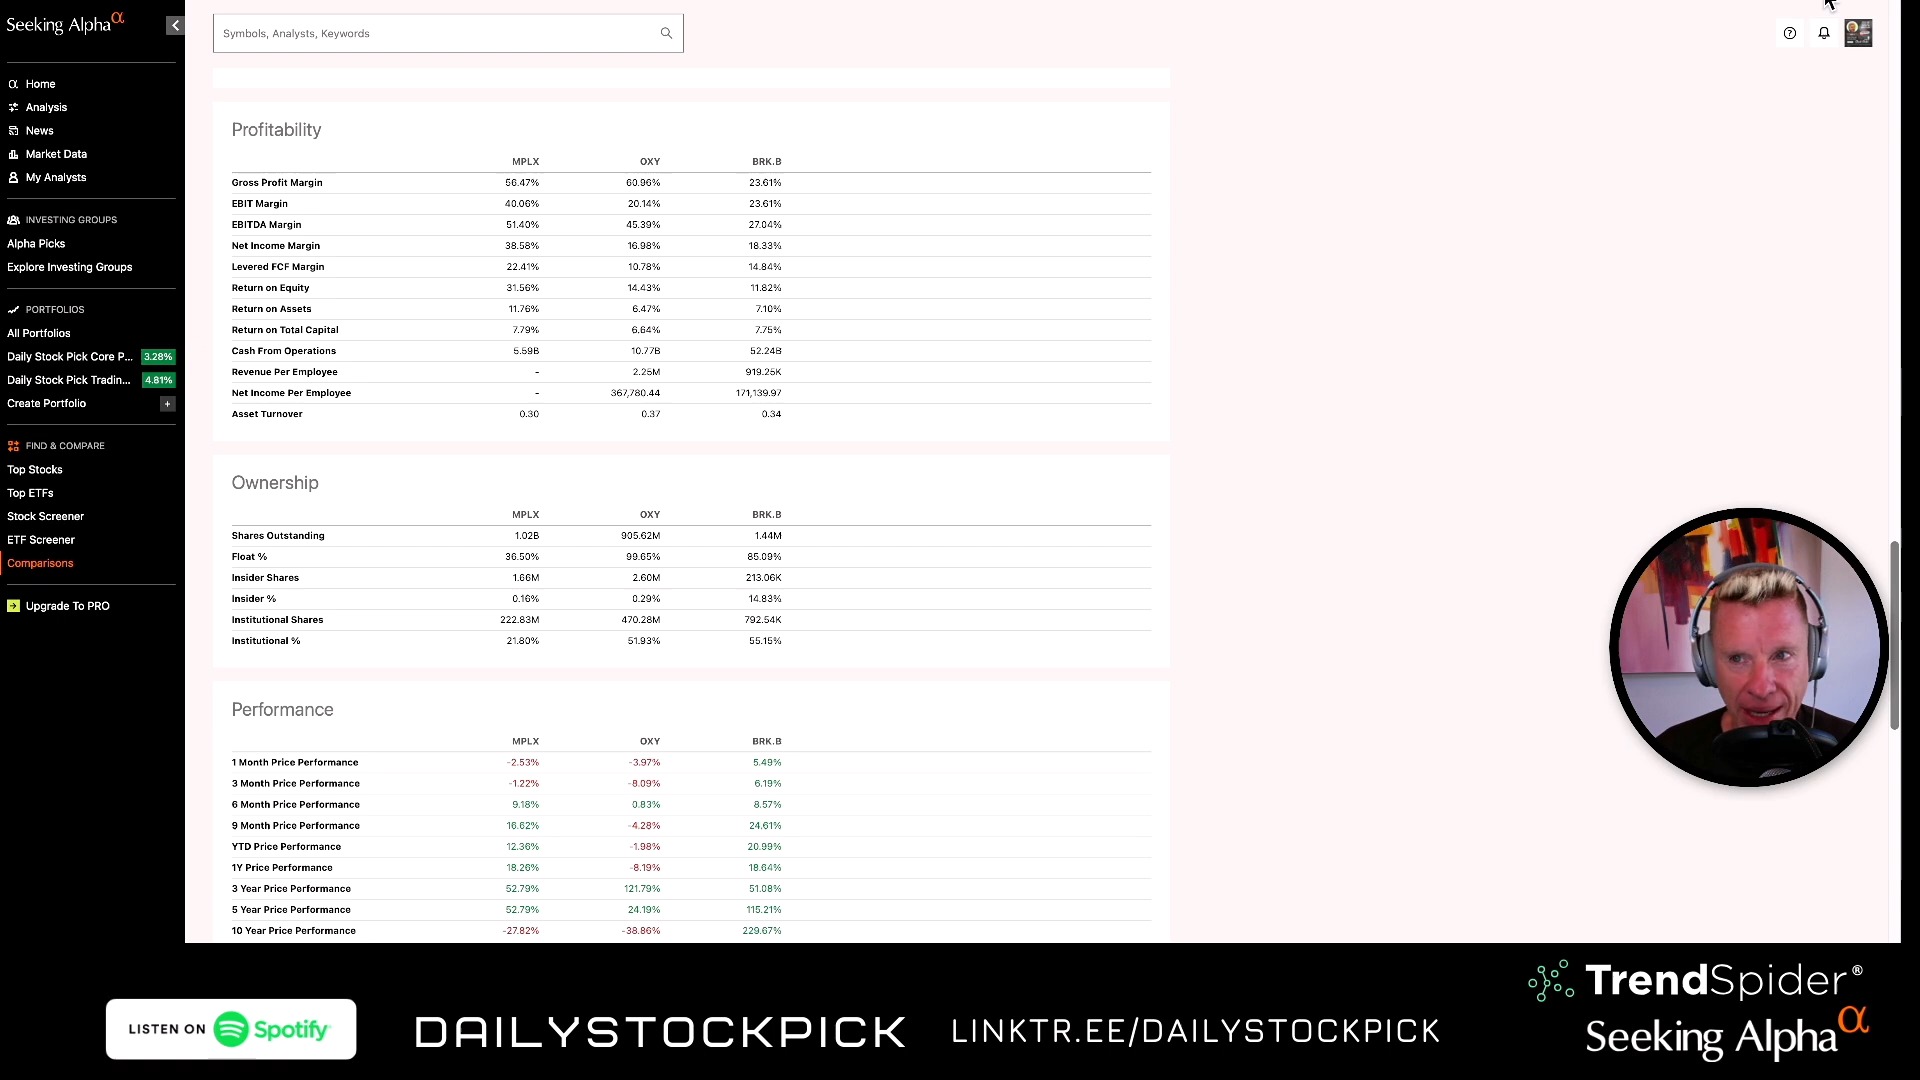 Seeking Alpha α
Symbols, Analysts, Keywords
Home
Analysis
News
Market Data
My Analysts
INVESTING GROUPS
Alpha Picks
Explore Investing Groups
PORTFOLIOS
All Portfolios
Daily Stock Pick Core P... 3.28%
Daily Stock Pick Tradin... 4.81%
Create Portfolio +
FIND & COMPARE
Top Stocks
Top ETFs
Stock Screener
ETF Screener
Comparisons
Upgrade To PRO
Profitability
MPLX OXY BRK.B
Gross Profit Margin 56.47% 60.96% 23.61%
EBIT Margin 40.06% 20.14% 23.61%
EBITDA Margin 51.40% 45.39% 27.04%
Net Income Margin 38.58% 16.98% 18.33%
Levered FCF Margin 22.41% 10.78% 14.84%
Return on Equity 31.56% 14.43% 11.82%
Return on Assets 11.76% 6.47% 7.10%
Return on Total Capital 7.79% 6.64% 7.75%
Cash From Operations 5.59B 10.77B 52.24B
Revenue Per Employee - 2.25M 919.25K
Net Income Per Employee - 367,780.44 171,139.97
Asset Turnover 0.30 0.37 0.34
Ownership
MPLX OXY BRK.B
Shares Outstanding 1.02B 905.62M 1.44M
Float % 36.50% 99.65% 85.09%
Insider Shares 1.66M 2.60M 213.06K
Insider % 0.16% 0.29% 14.83%
Institutional Shares 222.83M 470.28M 792.54K
Institutional % 21.80% 51.93% 55.15%
Performance
MPLX OXY BRK.B
1 Month Price Performance -2.53% -3.97% 5.49%
3 Month Price Performance -1.22% -8.09% 6.19%
6 Month Price Performance 9.18% 0.83% 8.57%
9 Month Price Performance 16.62% -4.28% 24.61%
YTD Price Performance 12.36% -1.98% 20.99%
1Y Price Performance 18.26% -8.19% 18.64%
3 Year Price Performance 52.79% 121.79% 51.08%
5 Year Price Performance 52.79% 24.19% 115.21%
10 Year Price Performance -27.82% -38.86% 229.67%
LISTEN ON Spotify
DAILYSTOCKPICK
LINKTR.EE/DAILYSTOCKPICK
TrendSpider®
Seeking Alpha α